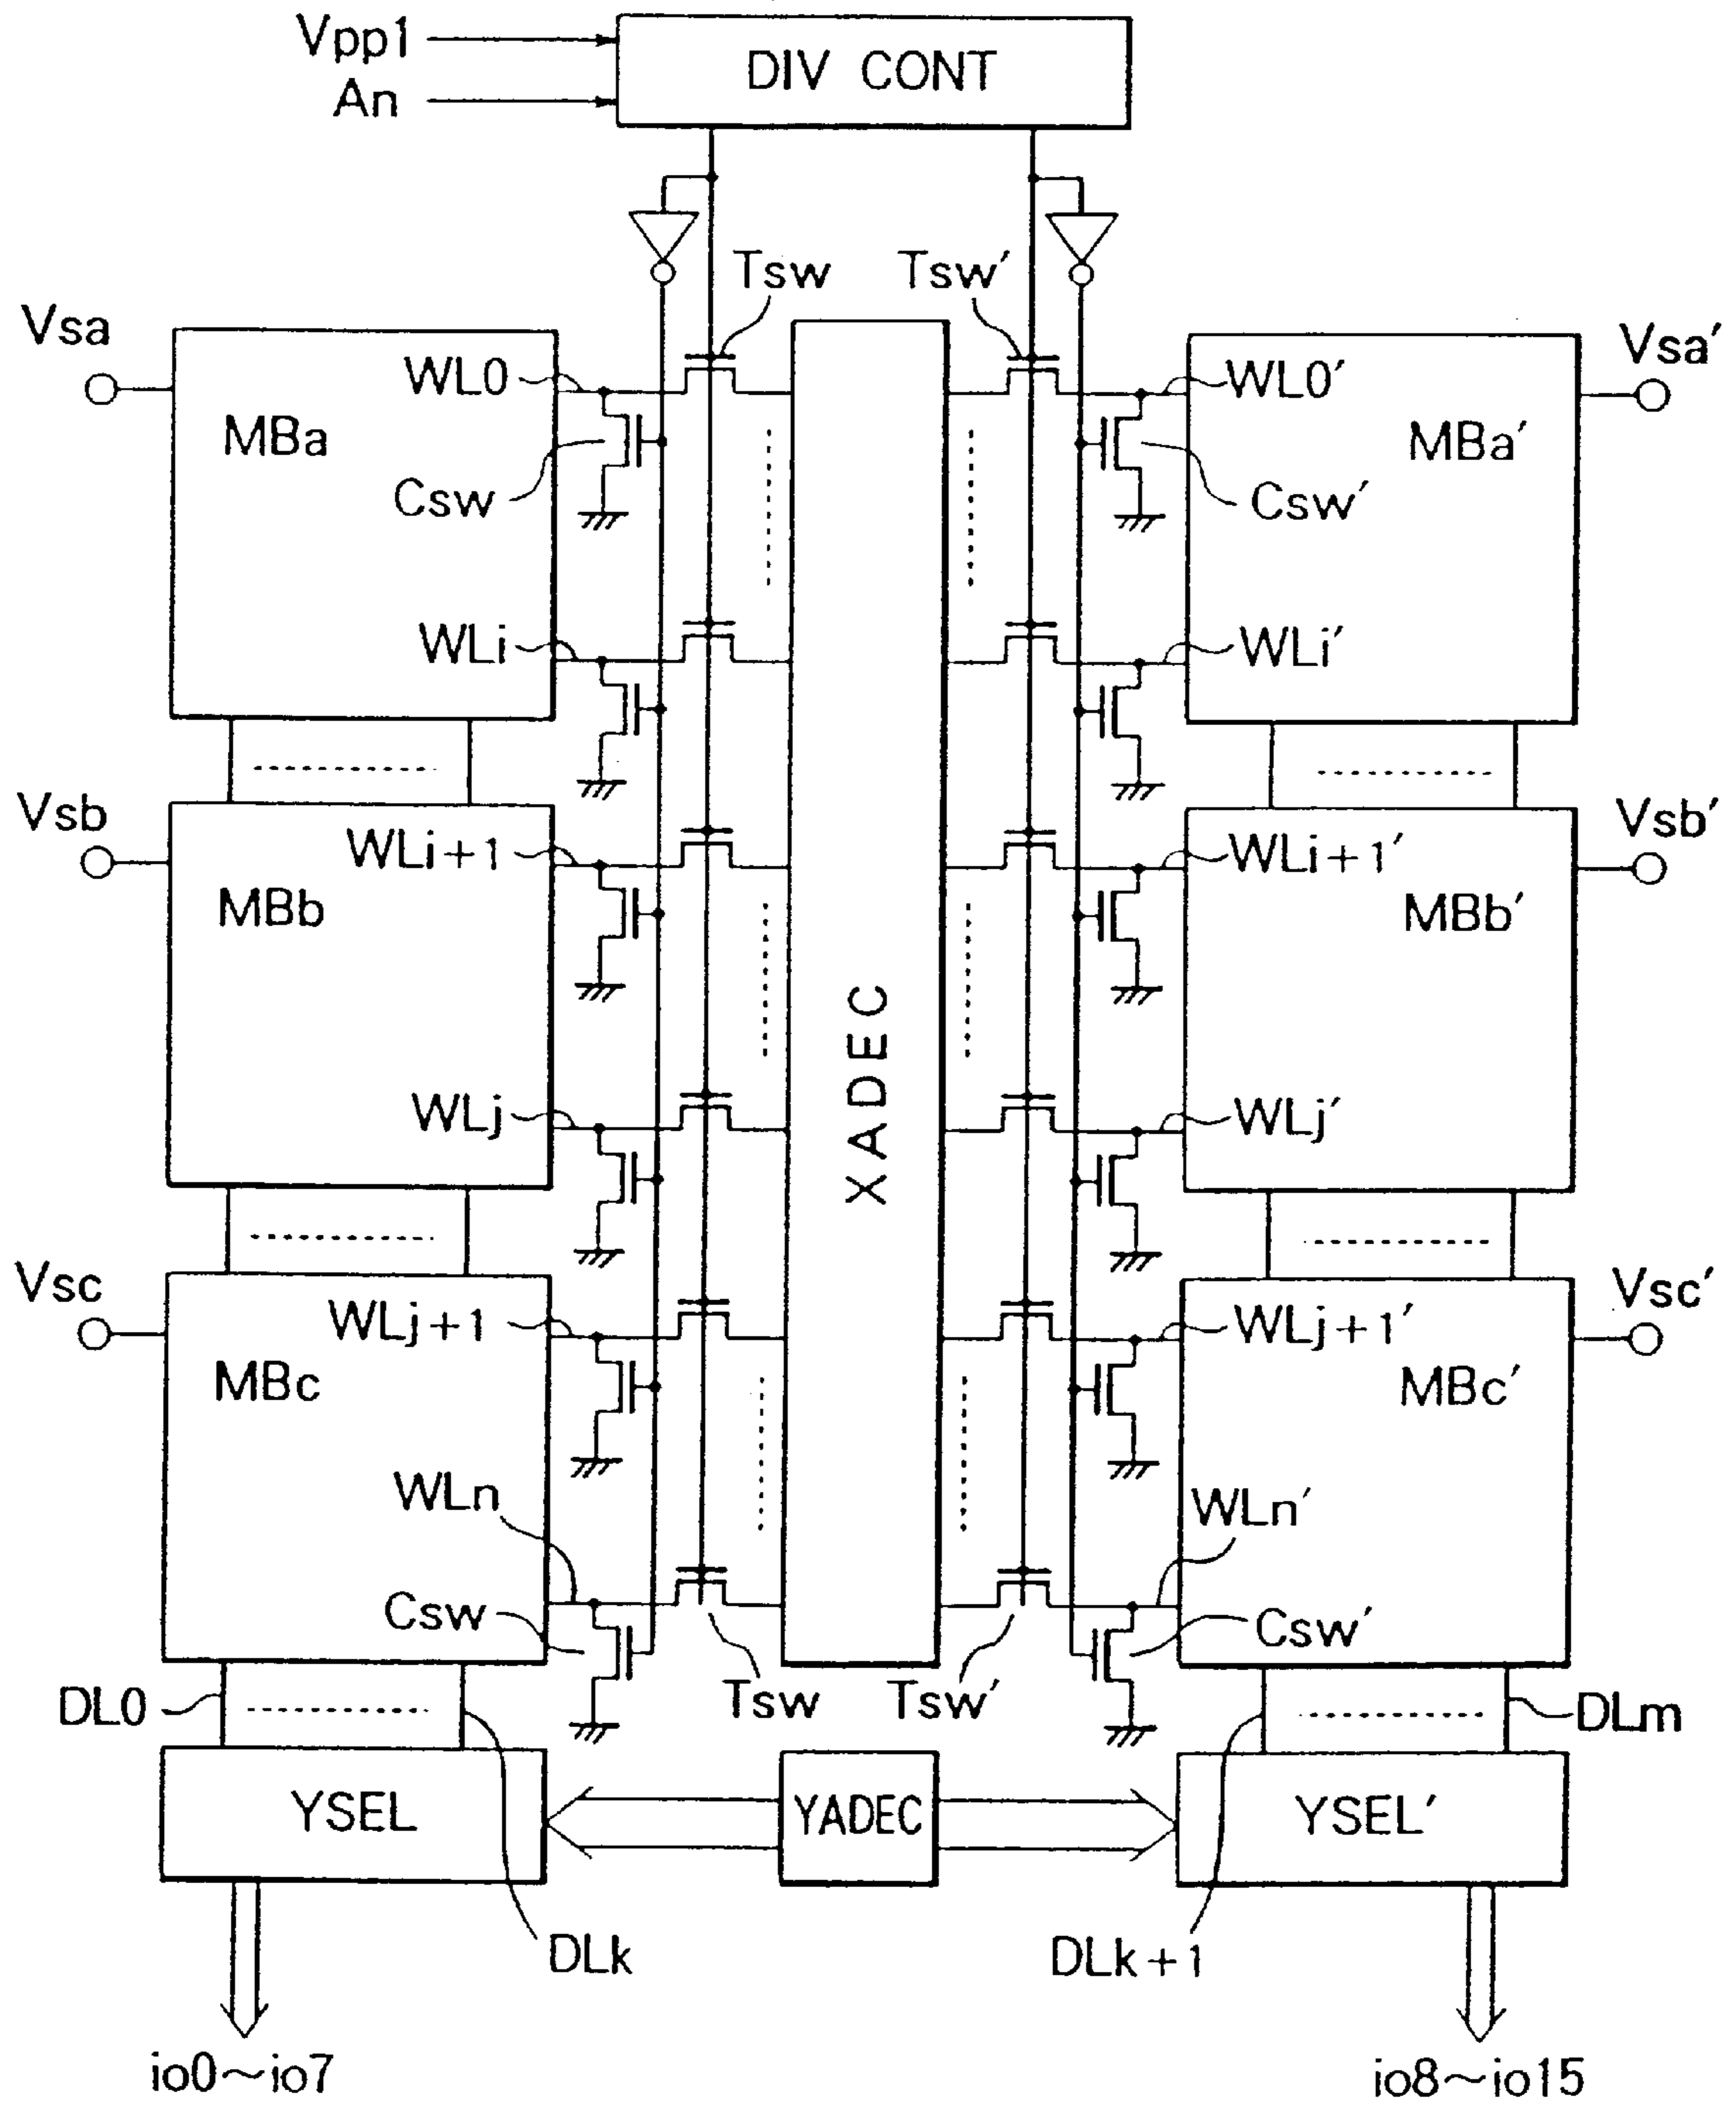 Vpp1
An
DIV CONT
Tsw
Tsw′
Vsa
WL0
WL0′
Vsa′
MBa
MBa′
Csw
Csw′
WLi
WLi′
Vsb
WLi+1
WLi+1′
Vsb′
MBb
MBb′
XADEC
WLj
WLj′
Vsc
WLj+1
WLj+1′
Vsc′
MBc
MBc′
WLn
WLn′
Csw
Csw′
DL0
Tsw
Tsw′
DLm
YSEL
YADEC
YSEL′
DLk
DLk+1
io0~io7
io8~io15